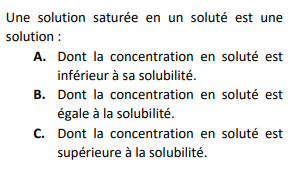 Une solution saturée en un soluté est une
solution :
A. Dont la concentration en soluté est
inférieur à sa solubilité.
B. Dont la concentration en soluté est
égale à la solubilité.
C. Dont la concentration en soluté est
supérieure à la solubilité.